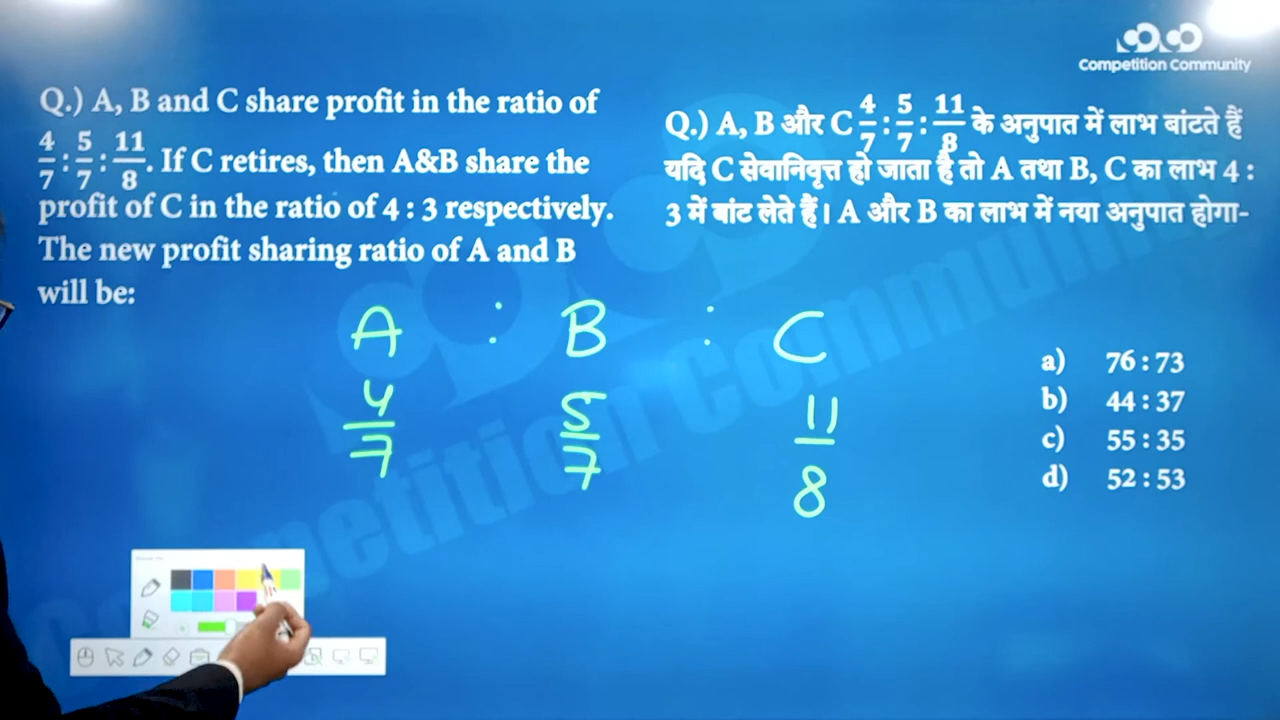 Competition Community
Q.) A, B and C share profit in the ratio of
4/7 : 5/7 : 11/8. If C retires, then A&B share the
profit of C in the ratio of 4 : 3 respectively.
The new profit sharing ratio of A and B
will be:
Q.) A, B और C 4/7 : 5/7 : 11/8 के अनुपात में लाभ बांटते हैं
यदि C सेवानिवृत्त हो जाता है तो A तथा B, C का लाभ 4 :
3 में बांट लेते हैं। A और B का लाभ में नया अनुपात होगा-
A : B : C
4/7 5/7 11/8
a) 76 : 73
b) 44 : 37
c) 55 : 35
d) 52 : 53